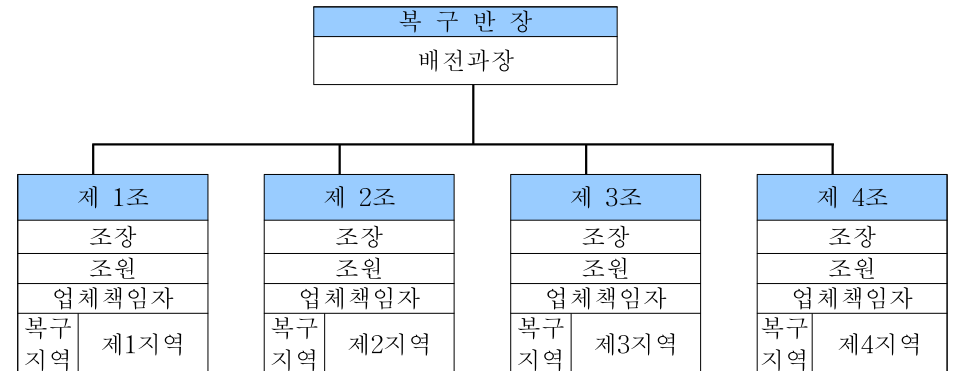 복 구 반 장
배전과장
제 1조
조장
조원
업체책임자
복구
지역
제1지역
제 2조
조장
조원
업체책임자
복구
지역
제2지역
제 3조
조장
조원
업체책임자
복구
지역
제3지역
제 4조
조장
조원
업체책임자
복구
지역
제4지역